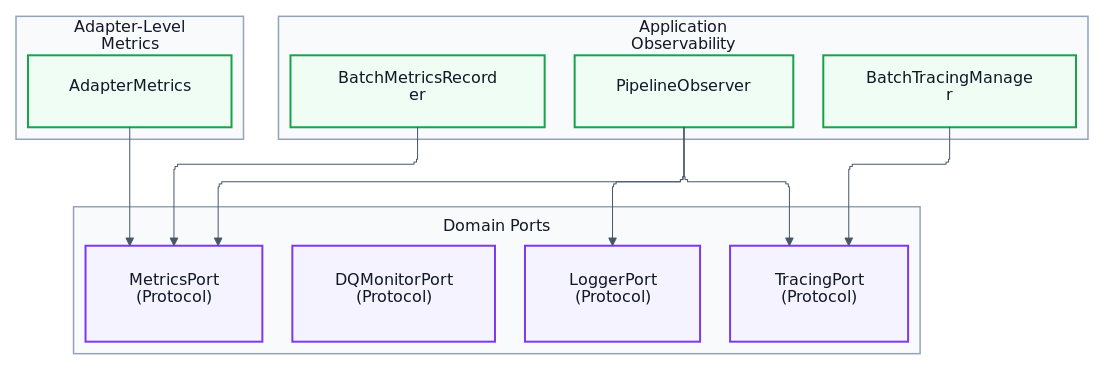 Adapter-Level
Metrics
Application
Observability
AdapterMetrics
BatchMetricsRecord
er
PipelineObserver
BatchTracingManage
r
Domain Ports
MetricsPort
(Protocol)
DQMonitorPort
(Protocol)
LoggerPort
(Protocol)
TracingPort
(Protocol)